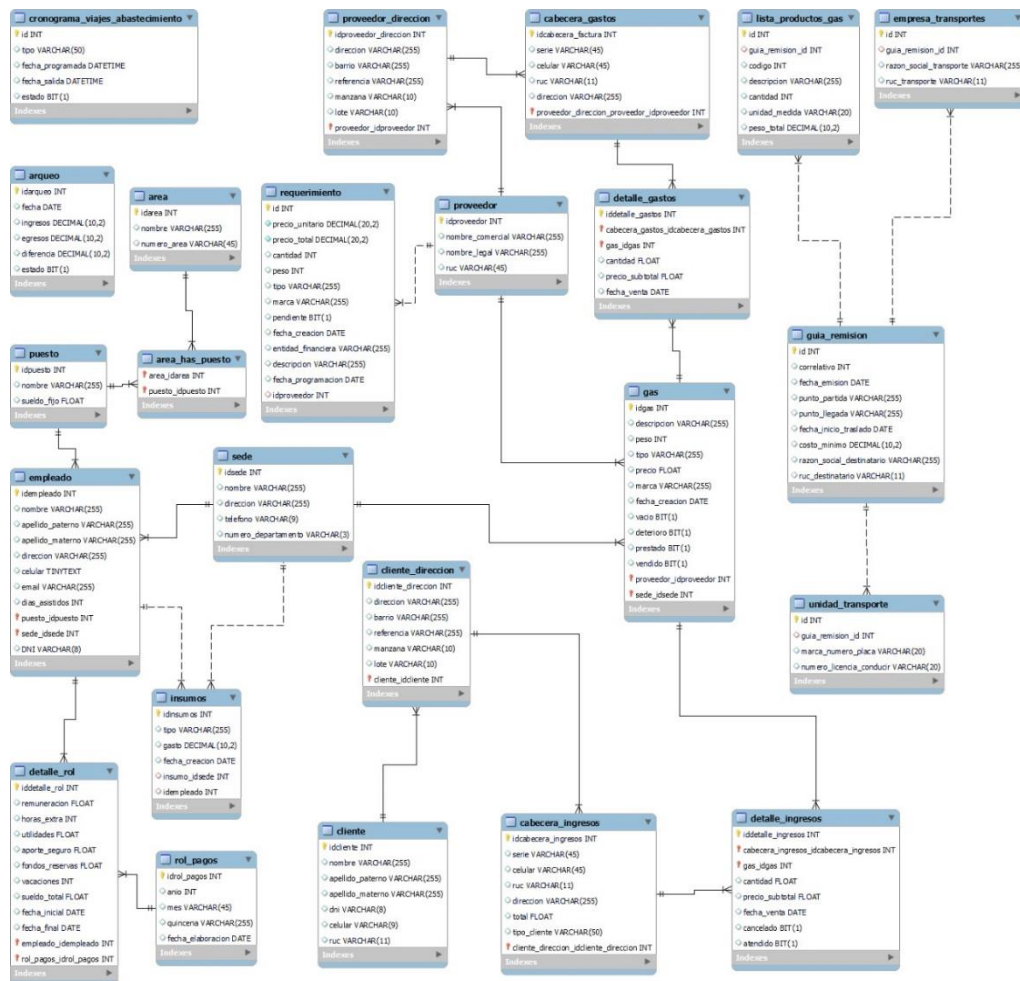 cronograma_viajes_abastecimiento
id INT
tipo VARCHAR(50)
fecha_programada DATETIME
fecha_salida DATETIME
estado BIT(1)
Indexes
proveedor_direccion
idproveedor_direccion INT
direccion VARCHAR(255)
barrio VARCHAR(255)
referencia VARCHAR(255)
manzana VARCHAR(10)
lote VARCHAR(10)
proveedor_idproveedor INT
Indexes
cabecera_gastos
idcabecera_factura INT
serie VARCHAR(45)
celular VARCHAR(45)
ruc VARCHAR(11)
direccion VARCHAR(255)
proveedor_direccion_proveedor_idproveedor INT
Indexes
lista_productos_gas
id INT
guia_remision_id INT
codigo INT
descripcion VARCHAR(255)
cantidad INT
unidad_medida VARCHAR(20)
peso_total DECIMAL(10,2)
Indexes
empresa_transportes
id INT
guia_remision_id INT
razon_social_transporte VARCHAR(255)
ruc_transporte VARCHAR(11)
Indexes
arqueo
idarqueo INT
fecha DATE
ingresos DECIMAL(10,2)
egresos DECIMAL(10,2)
diferencia DECIMAL(10,2)
estado BIT(1)
Indexes
area
idarea INT
nombre VARCHAR(255)
numero_area VARCHAR(45)
Indexes
requerimiento
id INT
precio_unitario DECIMAL(20,2)
precio_total DECIMAL(20,2)
cantidad INT
peso INT
tipo VARCHAR(255)
marca VARCHAR(255)
pendiente BIT(1)
fecha_creacion DATE
entidad_financiera VARCHAR(255)
descripcion VARCHAR(255)
fecha_programacion DATE
idproveedor INT
Indexes
proveedor
idproveedor INT
nombre_comercial VARCHAR(255)
nombre_legal VARCHAR(255)
ruc VARCHAR(45)
Indexes
detalle_gastos
iddetalle_gastos INT
cabecera_gastos_idcabecera_gastos INT
gas_idgas INT
cantidad FLOAT
precio_subtotal FLOAT
fecha_venta DATE
Indexes
puesto
idpuesto INT
nombre VARCHAR(255)
sueldo_fijo FLOAT
Indexes
area_has_puesto
area_idarea INT
puesto_idpuesto INT
Indexes
gas
idgas INT
descripcion VARCHAR(255)
peso INT
tipo VARCHAR(255)
precio FLOAT
marca VARCHAR(255)
fecha_creacion DATE
vacio BIT(1)
deterioro BIT(1)
prestado BIT(1)
vendido BIT(1)
proveedor_idproveedor INT
sede_idsede INT
Indexes
guia_remision
id INT
correlativo INT
fecha_emision DATE
punto_partida VARCHAR(255)
punto_llegada VARCHAR(255)
fecha_inicio_traslado DATE
costo_minimo DECIMAL(10,2)
razon_social_destinatario VARCHAR(255)
ruc_destinatario VARCHAR(11)
Indexes
empleado
idempleado INT
nombre VARCHAR(255)
apellido_paterno VARCHAR(255)
apellido_materno VARCHAR(255)
direccion VARCHAR(255)
celular TINYTEXT
email VARCHAR(255)
dias_asistidos INT
puesto_idpuesto INT
sede_idsede INT
DNI VARCHAR(8)
Indexes
sede
idsede INT
nombre VARCHAR(255)
direccion VARCHAR(255)
telefono VARCHAR(9)
numero_departamento VARCHAR(3)
Indexes
cliente_direccion
idcliente_direccion INT
direccion VARCHAR(255)
barrio VARCHAR(255)
referencia VARCHAR(255)
manzana VARCHAR(10)
lote VARCHAR(10)
cliente_idcliente INT
Indexes
unidad_transporte
id INT
guia_remision_id INT
marca_numero_placa VARCHAR(20)
numero_licencia_conducir VARCHAR(20)
Indexes
insumos
idinsumos INT
tipo VARCHAR(255)
gasto DECIMAL(10,2)
fecha_creacion DATE
insumo_idsede INT
idempleado INT
Indexes
detalle_rol
iddetalle_rol INT
remuneracion FLOAT
horas_extra INT
utilidades FLOAT
aporte_seguro FLOAT
fondos_reservas FLOAT
vacaciones INT
sueldo_total FLOAT
fecha_inicial DATE
fecha_final DATE
empleado_idempleado INT
rol_pagos_idrol_pagos INT
Indexes
rol_pagos
idrol_pagos INT
anio INT
mes VARCHAR(45)
quincena VARCHAR(255)
fecha_elaboracion DATE
Indexes
cliente
idcliente INT
nombre VARCHAR(255)
apellido_paterno VARCHAR(255)
apellido_materno VARCHAR(255)
dni VARCHAR(8)
celular VARCHAR(9)
ruc VARCHAR(11)
Indexes
cabecera_ingresos
idcabecera_ingresos INT
serie VARCHAR(45)
celular VARCHAR(45)
ruc VARCHAR(11)
direccion VARCHAR(255)
total FLOAT
tipo_cliente VARCHAR(50)
cliente_direccion_idcliente_direccion INT
Indexes
detalle_ingresos
iddetalle_ingresos INT
cabecera_ingresos_idcabecera_ingresos INT
gas_idgas INT
cantidad FLOAT
precio_subtotal FLOAT
fecha_venta DATE
cancelado BIT(1)
atendido BIT(1)
Indexes